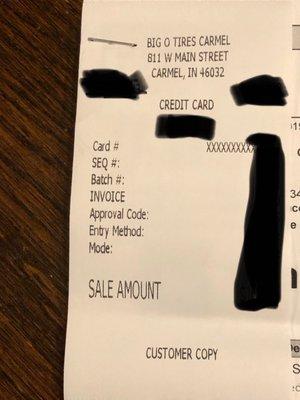 BIG O TIRES CARMEL
811 W MAIN STREET
CARMEL, IN 46032
CREDIT CARD
Card # XXXXXXXXXX
SEQ #:
Batch #:
INVOICE
Approval Code:
Entry Method:
Mode:
SALE AMOUNT
CUSTOMER COPY